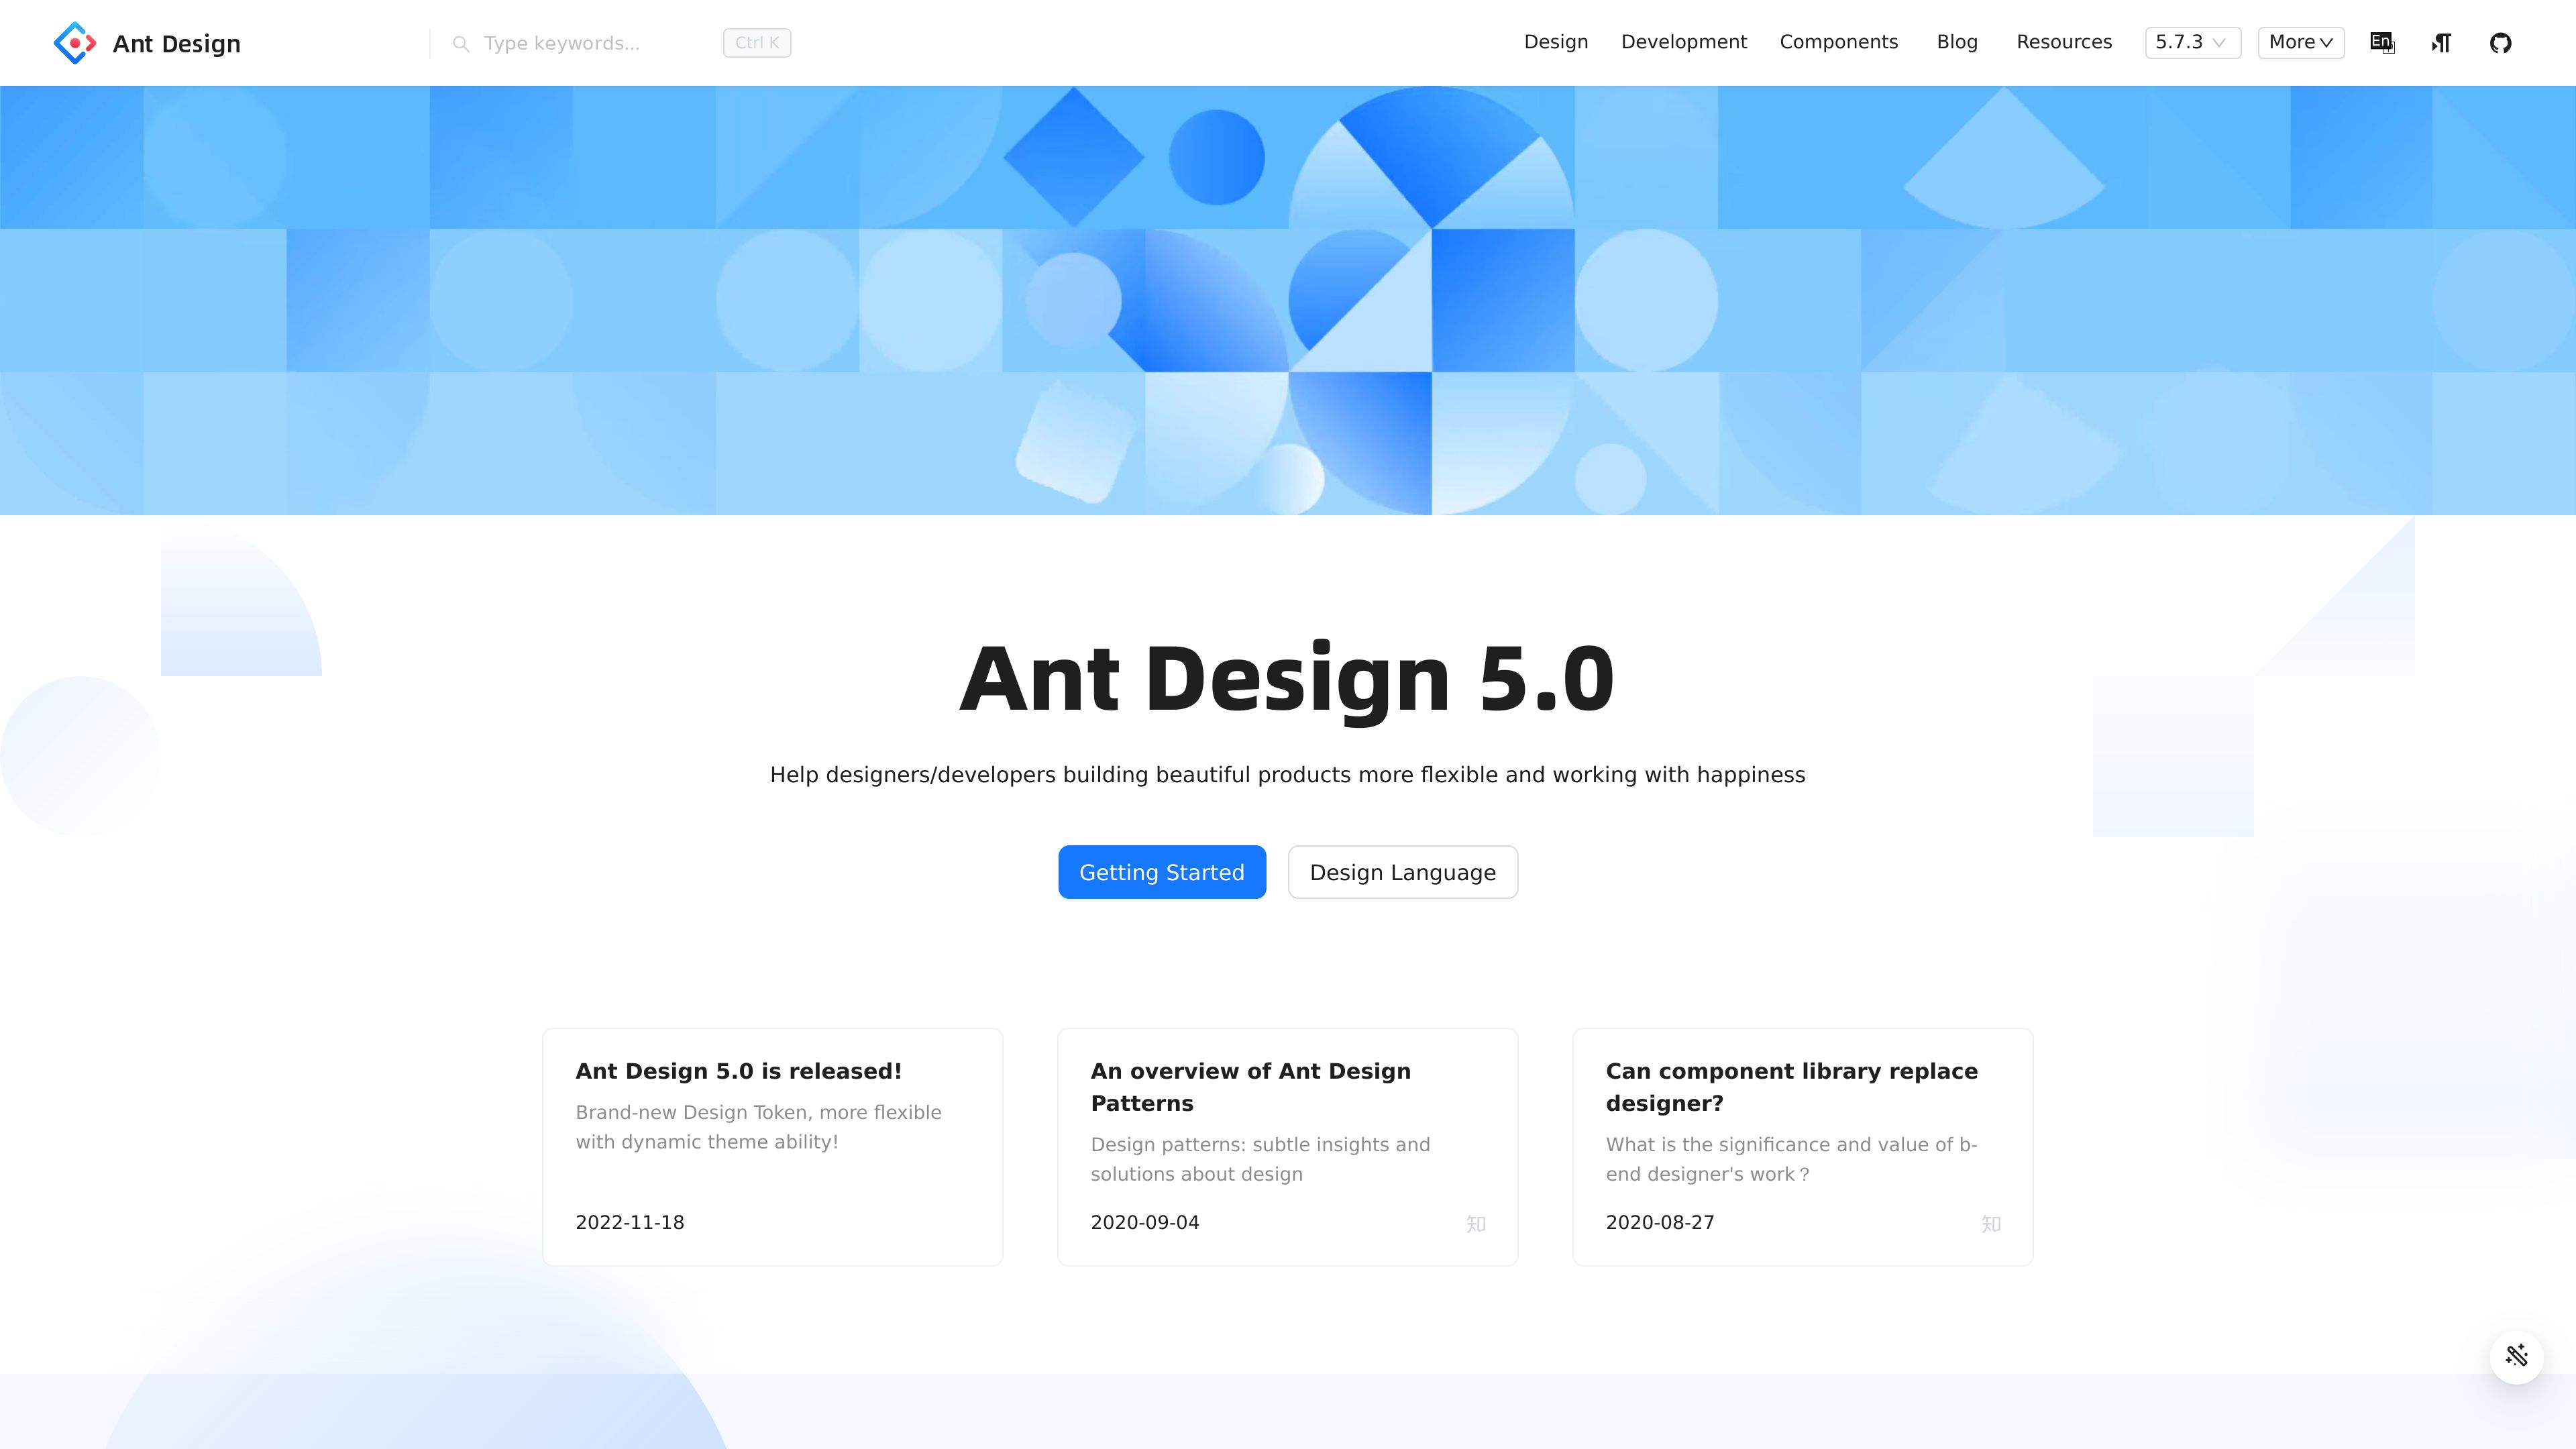 Ant Design
Type keywords...
Ctrl K
Design
Development
Components
Blog
Resources
5.7.3
More
En
Ant Design 5.0
Help designers/developers building beautiful products more flexible and working with happiness
Getting Started
Design Language
Ant Design 5.0 is released!
Brand-new Design Token, more flexible
with dynamic theme ability!
2022-11-18
An overview of Ant Design
Patterns
Design patterns: subtle insights and
solutions about design
2020-09-04
知
Can component library replace
designer?
What is the significance and value of b-
end designer's work？
2020-08-27
知